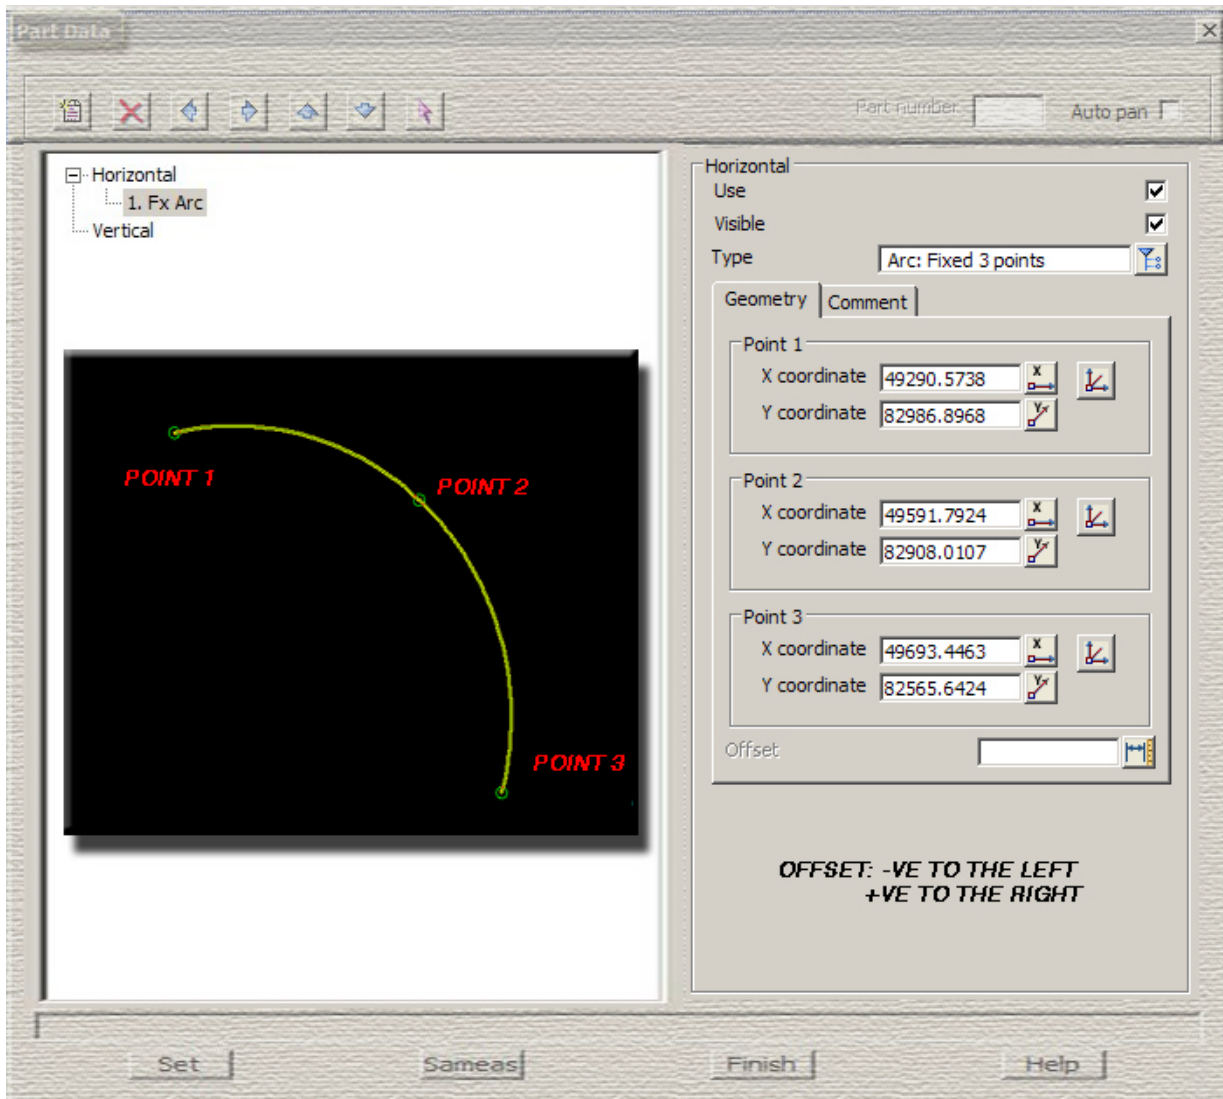 Part Data
Part number
Auto pan
Horizontal
1. Fx Arc
Vertical
POINT 1
POINT 2
POINT 3
Horizontal
Use
Visible
Type Arc: Fixed 3 points
Geometry Comment
Point 1
X coordinate 49290.5738 X
Y coordinate 82986.8968 Y
Point 2
X coordinate 49591.7924 X
Y coordinate 82908.0107 Y
Point 3
X coordinate 49693.4463 X
Y coordinate 82565.6424 Y
Offset
OFFSET: -VE TO THE LEFT
+VE TO THE RIGHT
Set Sameas Finish Help